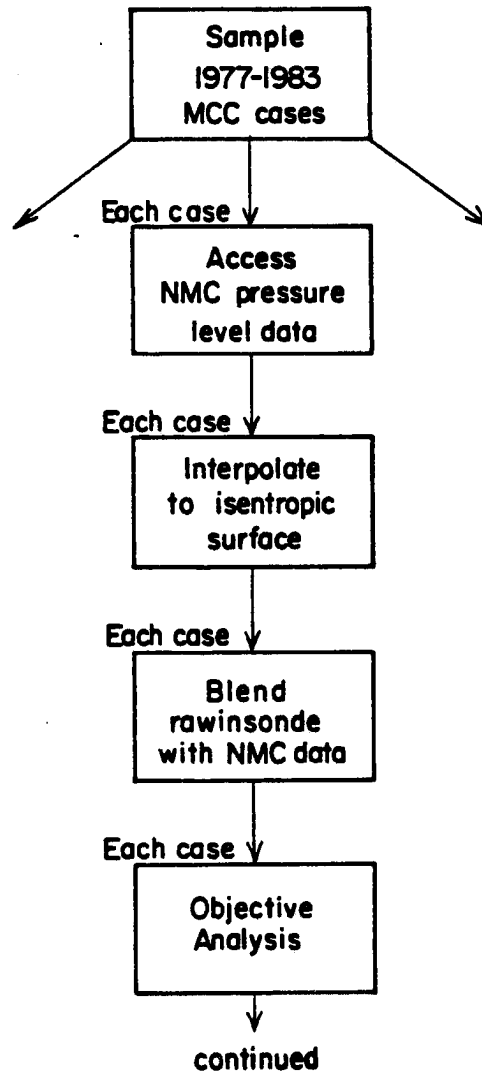 Sample
1977-1983
MCC cases
Each case
Access
NMC pressure
level data
Each case
Interpolate
to isentropic
surface
Each case
Blend
rawinsonde
with NMC data
Each case
Objective
Analysis
continued